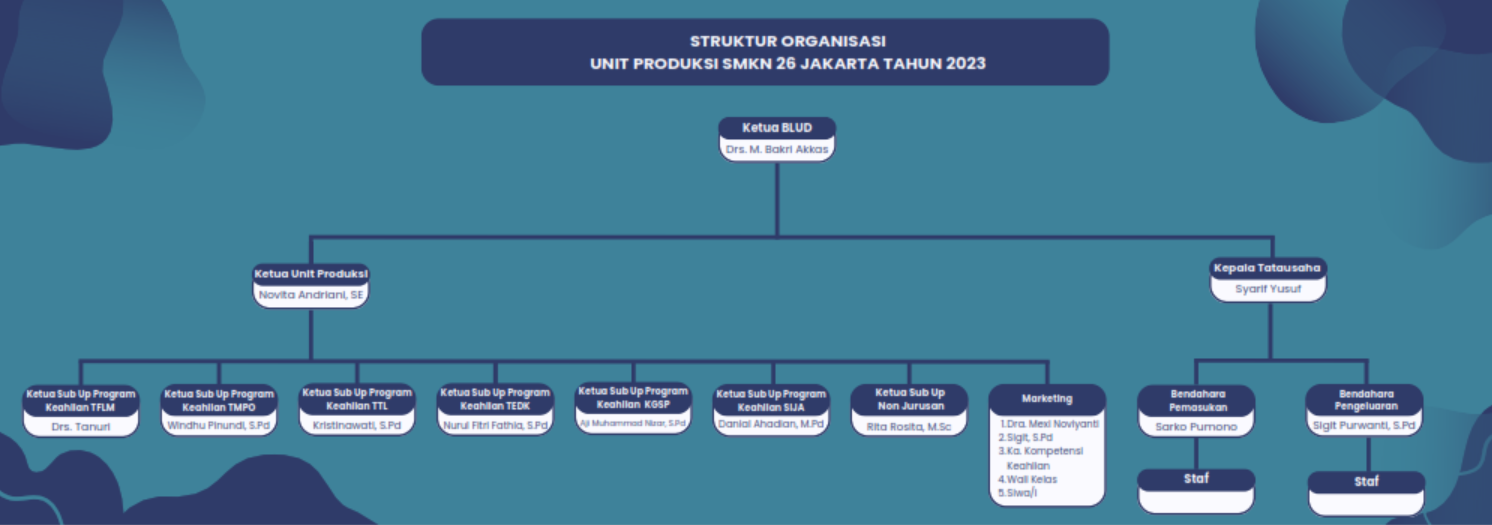 STRUKTUR ORGANISASI
UNIT PRODUKSI SMKN 26 JAKARTA TAHUN 2023
Ketua BLUD
Drs. M. Bakri Akkas
Ketua Unit Produksi
Novita Andriani, SE
Kepala Tatausaha
Syarif Yusuf
Ketua Sub Up Program
Keahlian TFLM
Drs. Tanuri
Ketua Sub Up Program
Keahlian TMPO
Windhu Pinundi, S.Pd
Ketua Sub Up Program
Keahlian TTL
Kristinawati, S.Pd
Ketua Sub Up Program
Keahlian TEDK
Nurul Fitri Fathia, S.Pd
Ketua Sub Up Program
Keahlian KGSP
Aji Muhammad Nizar, S.Pd
Ketua Sub Up Program
Keahlian SIJA
Danial Ahadian, M.Pd
Ketua Sub Up
Non Jurusan
Rita Rosita, M.Sc
Marketing
1.Dra. Mexi Noviyanti
2.Sigit, S.Pd
3.Ka. Kompetensi
Keahlian
4.Wali Kelas
5.Siwa/i
Bendahara
Pemasukan
Sarko Purnono
Staf
Bendahara
Pengeluaran
Sigit Purwanti, S.Pd
Staf